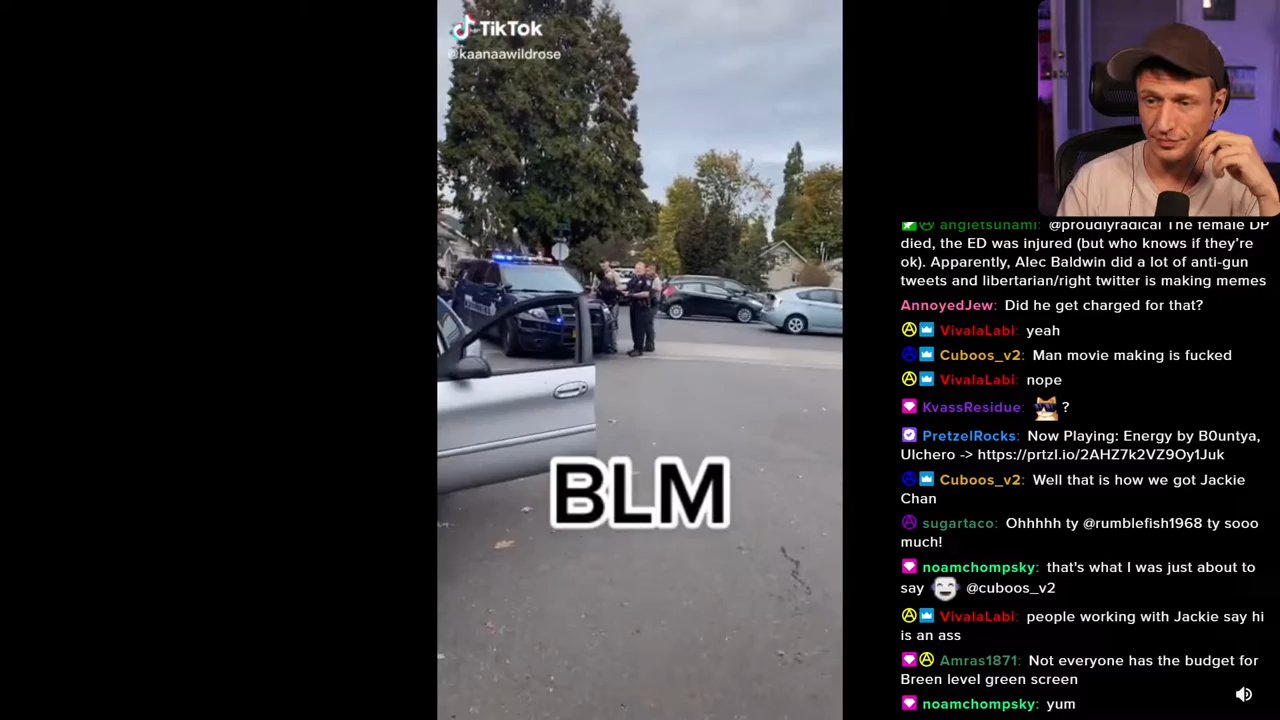 TikTok
@kaanaawildrose
BLM
angietsunami: @proudlyradical The female DP
died, the ED was injured (but who knows if they're
ok). Apparently, Alec Baldwin did a lot of anti-gun
tweets and libertarian/right twitter is making memes
AnnoyedJew: Did he get charged for that?
VivalaLabi: yeah
Cuboos_v2: Man movie making is fucked
VivalaLabi: nope
KvassResidue: ?
PretzelRocks: Now Playing: Energy by B0untya,
Ulchero -> https://prtzl.io/2AHZ7k2VZ9Oy1Juk
Cuboos_v2: Well that is how we got Jackie
Chan
sugartaco: Ohhhhh ty @rumblefish1968 ty sooo
much!
noamchompsky: that's what I was just about to
say @cuboos_v2
VivalaLabi: people working with Jackie say hi
is an ass
Amras1871: Not everyone has the budget for
Breen level green screen
noamchompsky: yum